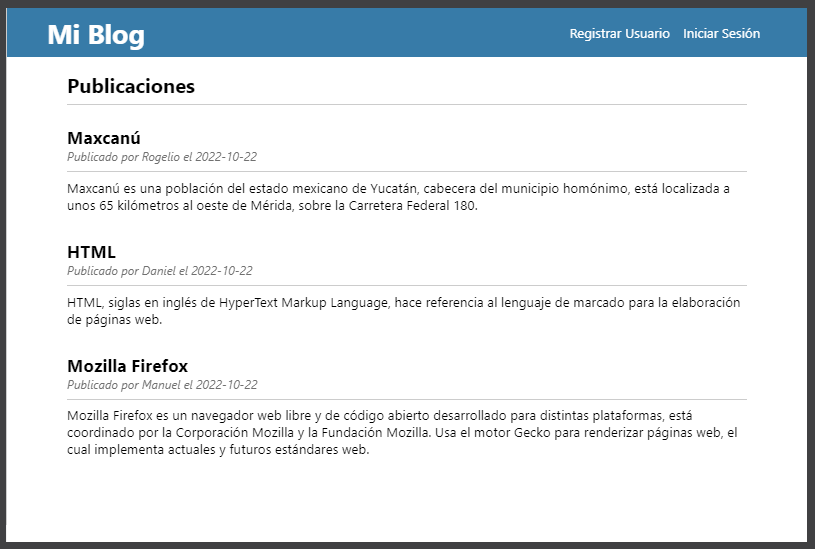 Mi Blog
Registrar Usuario Iniciar Sesión
Publicaciones
Maxcanú
Publicado por Rogelio el 2022-10-22
Maxcanú es una población del estado mexicano de Yucatán, cabecera del municipio homónimo, está localizada a
unos 65 kilómetros al oeste de Mérida, sobre la Carretera Federal 180.
HTML
Publicado por Daniel el 2022-10-22
HTML, siglas en inglés de HyperText Markup Language, hace referencia al lenguaje de marcado para la elaboración
de páginas web.
Mozilla Firefox
Publicado por Manuel el 2022-10-22
Mozilla Firefox es un navegador web libre y de código abierto desarrollado para distintas plataformas, está
coordinado por la Corporación Mozilla y la Fundación Mozilla. Usa el motor Gecko para renderizar páginas web, el
cual implementa actuales y futuros estándares web.